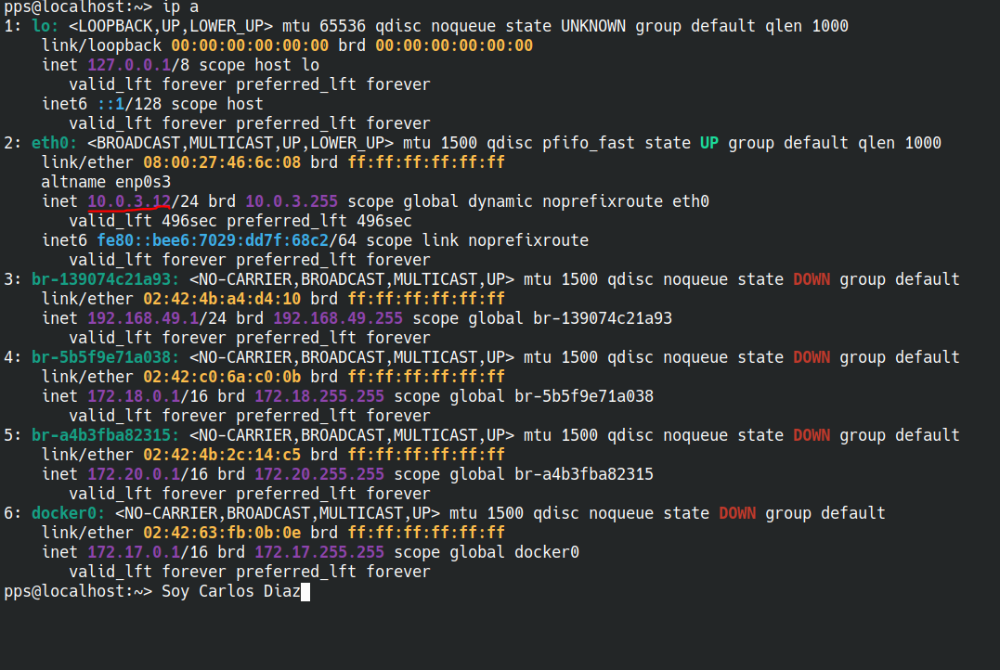 pps@localhost:~> ip a
1: lo: <LOOPBACK,UP,LOWER_UP> mtu 65536 qdisc noqueue state UNKNOWN group default qlen 1000
link/loopback 00:00:00:00:00:00 brd 00:00:00:00:00:00
inet 127.0.0.1/8 scope host lo
valid_lft forever preferred_lft forever
inet6 ::1/128 scope host
valid_lft forever preferred_lft forever
2: eth0: <BROADCAST,MULTICAST,UP,LOWER_UP> mtu 1500 qdisc pfifo_fast state UP group default qlen 1000
link/ether 08:00:27:46:6c:08 brd ff:ff:ff:ff:ff:ff
altname enp0s3
inet 10.0.3.12/24 brd 10.0.3.255 scope global dynamic noprefixroute eth0
valid_lft 496sec preferred_lft 496sec
inet6 fe80::bee6:7029:dd7f:68c2/64 scope link noprefixroute
valid_lft forever preferred_lft forever
3: br-139074c21a93: <NO-CARRIER,BROADCAST,MULTICAST,UP> mtu 1500 qdisc noqueue state DOWN group default
link/ether 02:42:4b:a4:d4:10 brd ff:ff:ff:ff:ff:ff
inet 192.168.49.1/24 brd 192.168.49.255 scope global br-139074c21a93
valid_lft forever preferred_lft forever
4: br-5b5f9e71a038: <NO-CARRIER,BROADCAST,MULTICAST,UP> mtu 1500 qdisc noqueue state DOWN group default
link/ether 02:42:c0:6a:c0:0b brd ff:ff:ff:ff:ff:ff
inet 172.18.0.1/16 brd 172.18.255.255 scope global br-5b5f9e71a038
valid_lft forever preferred_lft forever
5: br-a4b3fba82315: <NO-CARRIER,BROADCAST,MULTICAST,UP> mtu 1500 qdisc noqueue state DOWN group default
link/ether 02:42:4b:2c:14:c5 brd ff:ff:ff:ff:ff:ff
inet 172.20.0.1/16 brd 172.20.255.255 scope global br-a4b3fba82315
valid_lft forever preferred_lft forever
6: docker0: <NO-CARRIER,BROADCAST,MULTICAST,UP> mtu 1500 qdisc noqueue state DOWN group default
link/ether 02:42:63:fb:0b:0e brd ff:ff:ff:ff:ff:ff
inet 172.17.0.1/16 brd 172.17.255.255 scope global docker0
valid_lft forever preferred_lft forever
pps@localhost:~> Soy Carlos Diaz